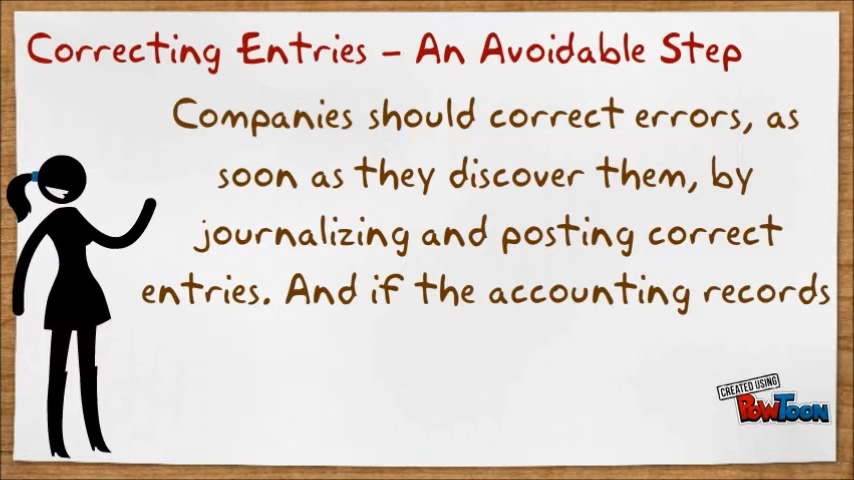 Correcting Entries – An Avoidable Step
Companies should correct errors, as
soon as they discover them, by
journalizing and posting correct
entries. And if the accounting records
CREATED USING
POWTOON